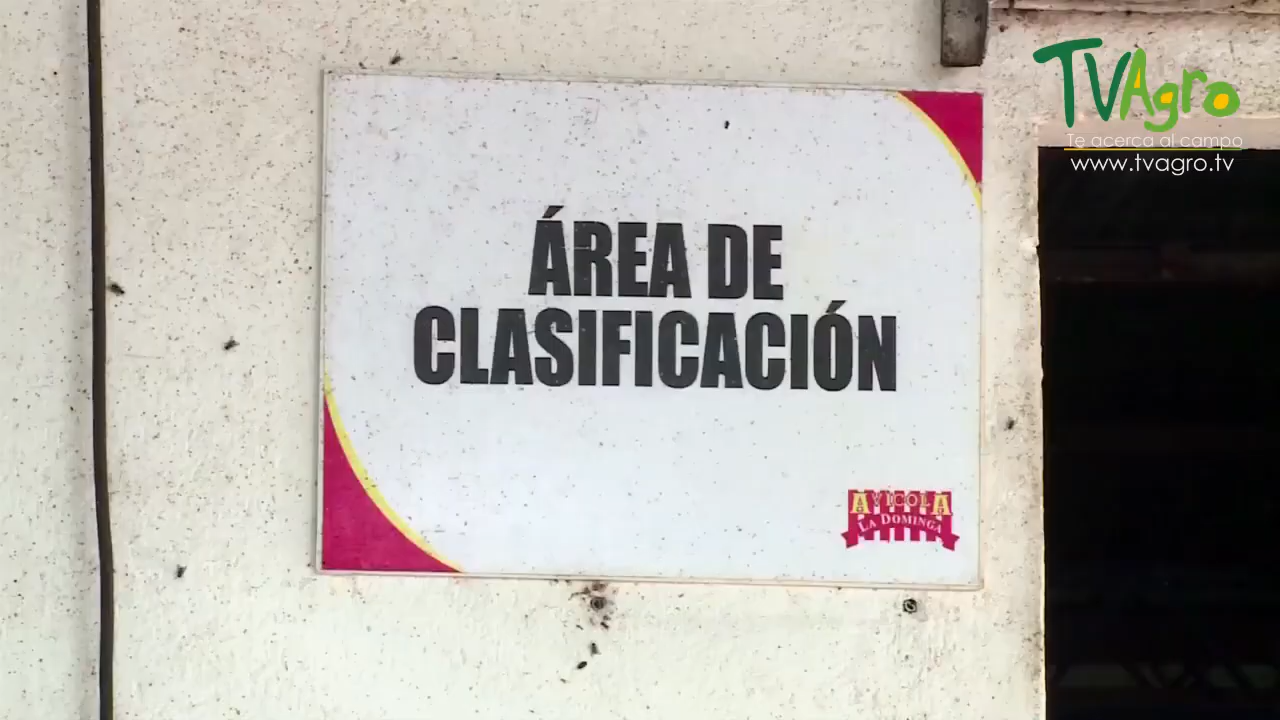 TVAgro
Te acerca al campo
www.tvagro.tv
ÁREA DE
CLASIFICACIÓN
AVICOLA
LA DOMINGA